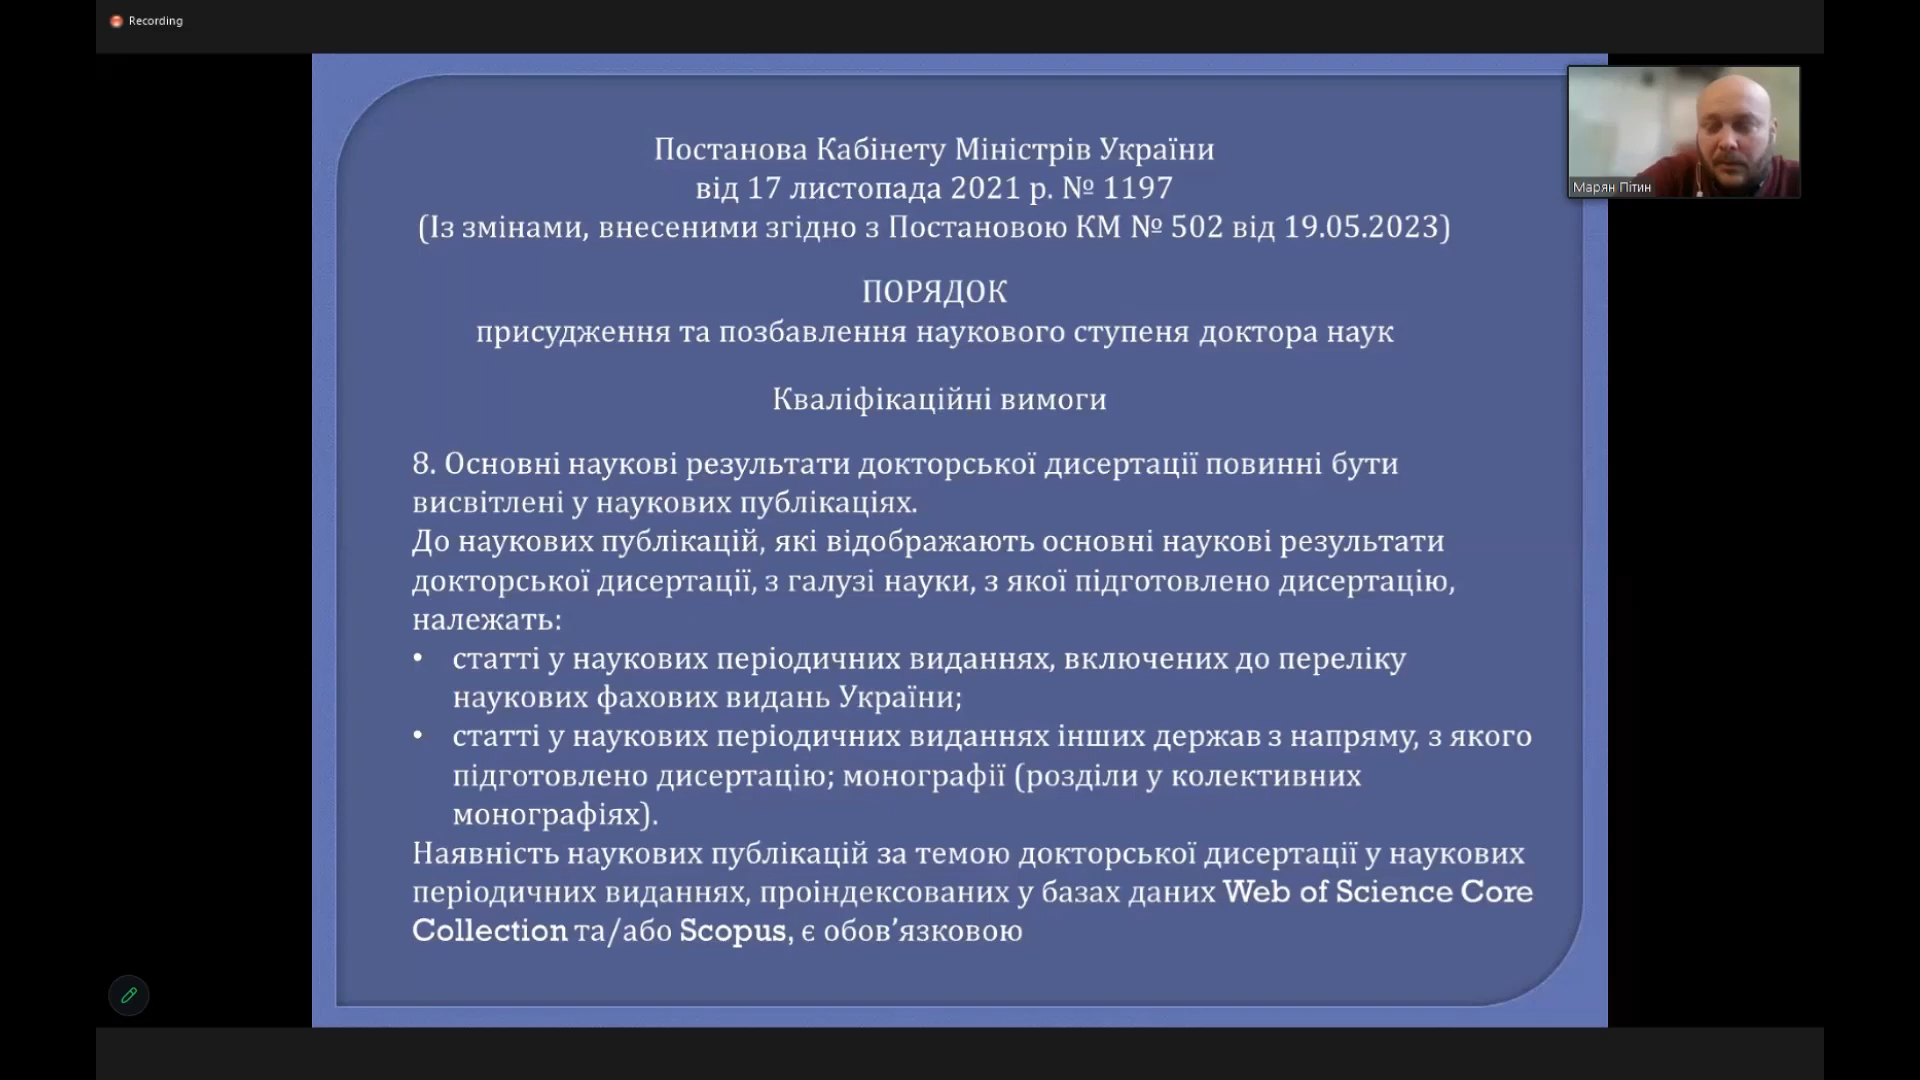 Recording
Марян Пітин
Постанова Кабінету Міністрів України
від 17 листопада 2021 р. № 1197
(Із змінами, внесеними згідно з Постановою КМ № 502 від 19.05.2023)
ПОРЯДОК
присудження та позбавлення наукового ступеня доктора наук
Кваліфікаційні вимоги
8. Основні наукові результати докторської дисертації повинні бути
висвітлені у наукових публікаціях.
До наукових публікацій, які відображають основні наукові результати
докторської дисертації, з галузі науки, з якої підготовлено дисертацію,
належать:
• статті у наукових періодичних виданнях, включених до переліку
наукових фахових видань України;
• статті у наукових періодичних виданнях інших держав з напряму, з якого
підготовлено дисертацію; монографії (розділи у колективних
монографіях).
Наявність наукових публікацій за темою докторської дисертації у наукових
періодичних виданнях, проіндексованих у базах даних Web of Science Core
Collection та/або Scopus, є обов’язковою